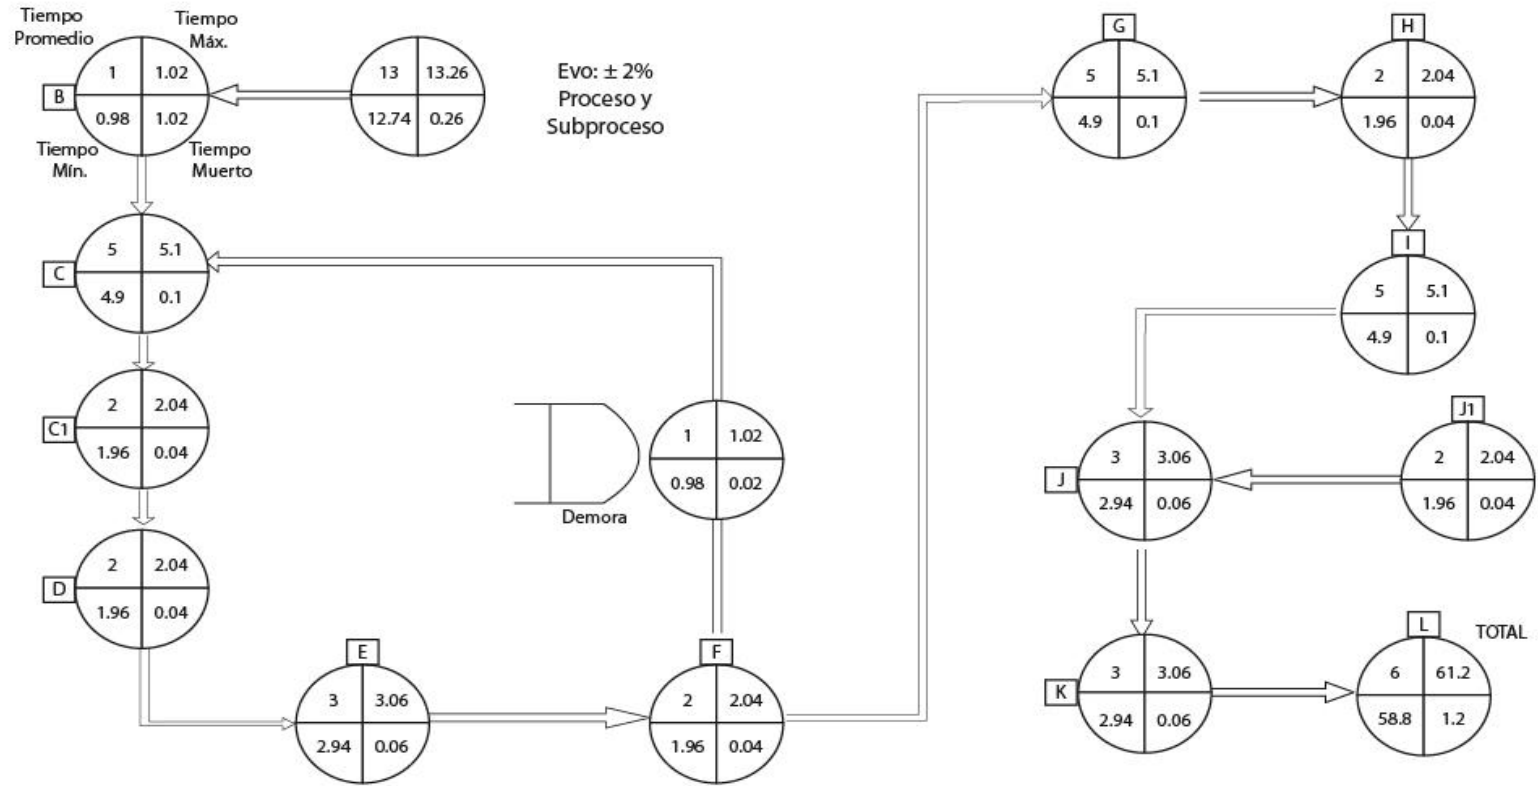 Tiempo
Promedio
Tiempo
Máx.
B
1
1.02
0.98
1.02
Tiempo
Mín.
Tiempo
Muerto
13
13.26
12.74
0.26
Evo: ± 2%
Proceso y
Subproceso
C
5
5.1
4.9
0.1
C1
2
2.04
1.96
0.04
D
2
2.04
1.96
0.04
E
3
3.06
2.94
0.06
F
2
2.04
1.96
0.04
1
1.02
0.98
0.02
Demora
G
5
5.1
4.9
0.1
H
2
2.04
1.96
0.04
I
5
5.1
4.9
0.1
J
3
3.06
2.94
0.06
J1
2
2.04
1.96
0.04
K
3
3.06
2.94
0.06
L
TOTAL
6
61.2
58.8
1.2